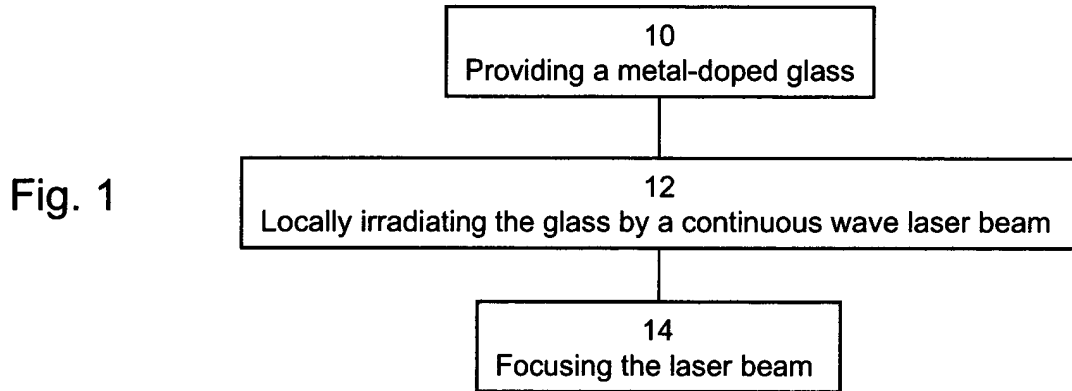 10
Providing a metal-doped glass
Fig. 1
12
Locally irradiating the glass by a continuous wave laser beam
14
Focusing the laser beam